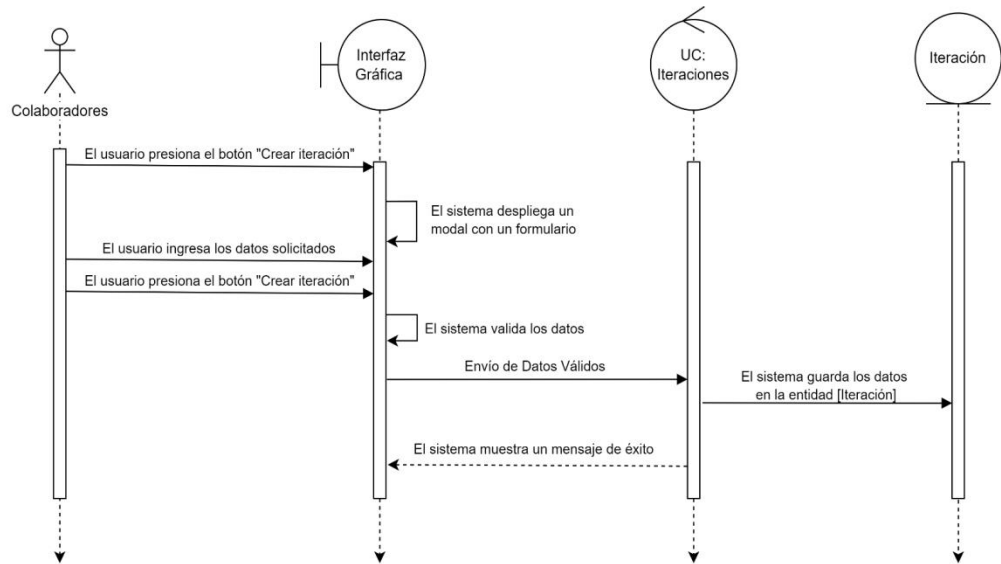 Colaboradores
Interfaz
Gráfica
UC:
Iteraciones
Iteración
El usuario presiona el botón "Crear iteración"
El sistema despliega un
modal con un formulario
El usuario ingresa los datos solicitados
El usuario presiona el botón "Crear iteración"
El sistema valida los datos
Envío de Datos Válidos
El sistema guarda los datos
en la entidad [Iteración]
El sistema muestra un mensaje de éxito